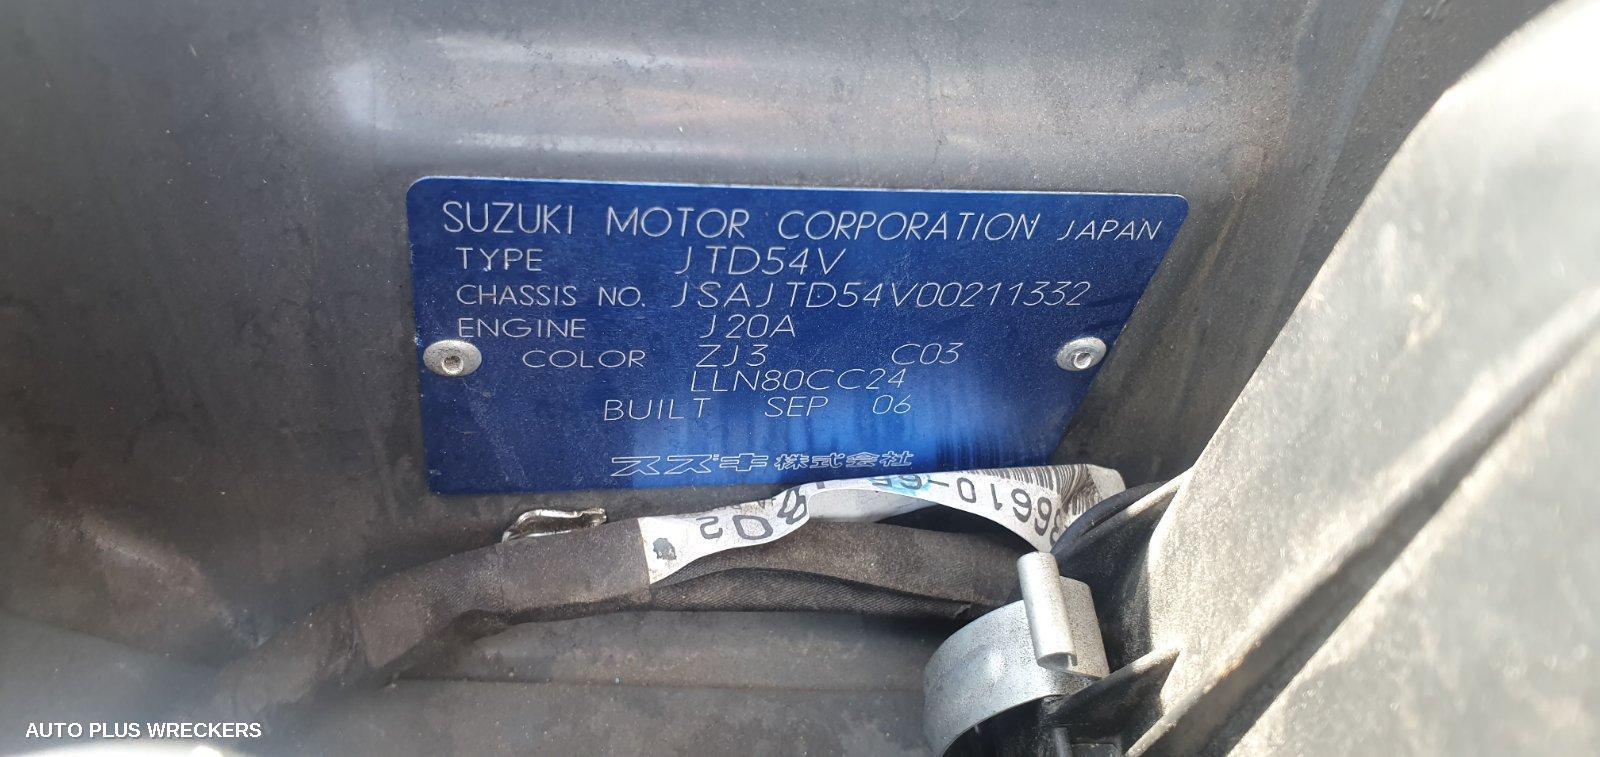 SUZUKI MOTOR CORPORATION JAPAN
TYPE JTD54V
CHASSIS NO. JSAJTD54V00211332
ENGINE J20A
COLOR ZJ3 C03
LLN80CC24
BUILT SEP 06
スズキ株式会社
AUTO PLUS WRECKERS